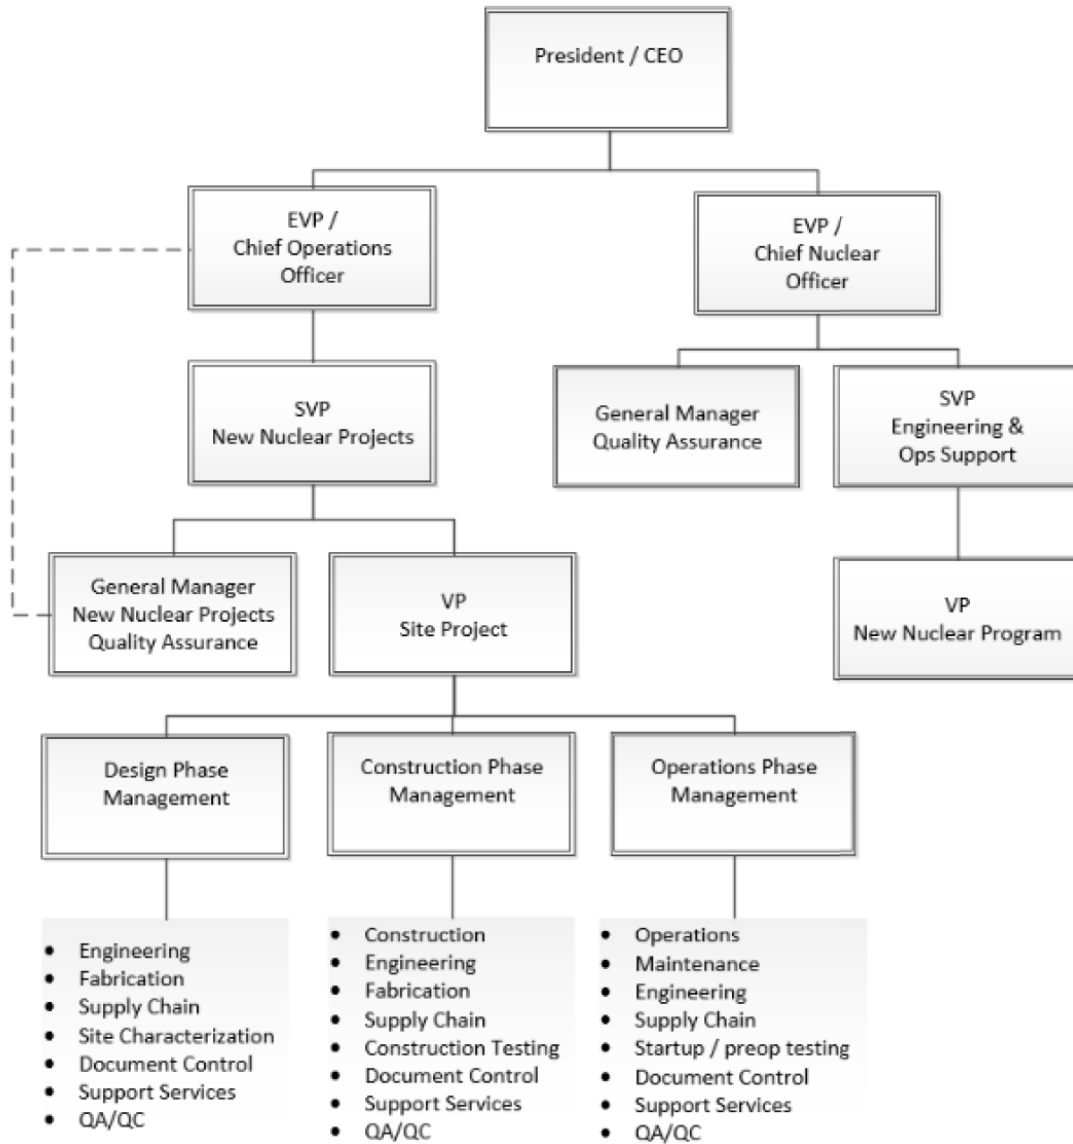 President / CEO
EVP /
Chief Operations
Officer
EVP /
Chief Nuclear
Officer
SVP
New Nuclear Projects
General Manager
Quality Assurance
SVP
Engineering &
Ops Support
General Manager
New Nuclear Projects
Quality Assurance
VP
Site Project
VP
New Nuclear Program
Design Phase
Management
Construction Phase
Management
Operations Phase
Management
• Engineering
• Fabrication
• Supply Chain
• Site Characterization
• Document Control
• Support Services
• QA/QC
• Construction
• Engineering
• Fabrication
• Supply Chain
• Construction Testing
• Document Control
• Support Services
• QA/QC
• Operations
• Maintenance
• Engineering
• Supply Chain
• Startup / preop testing
• Document Control
• Support Services
• QA/QC